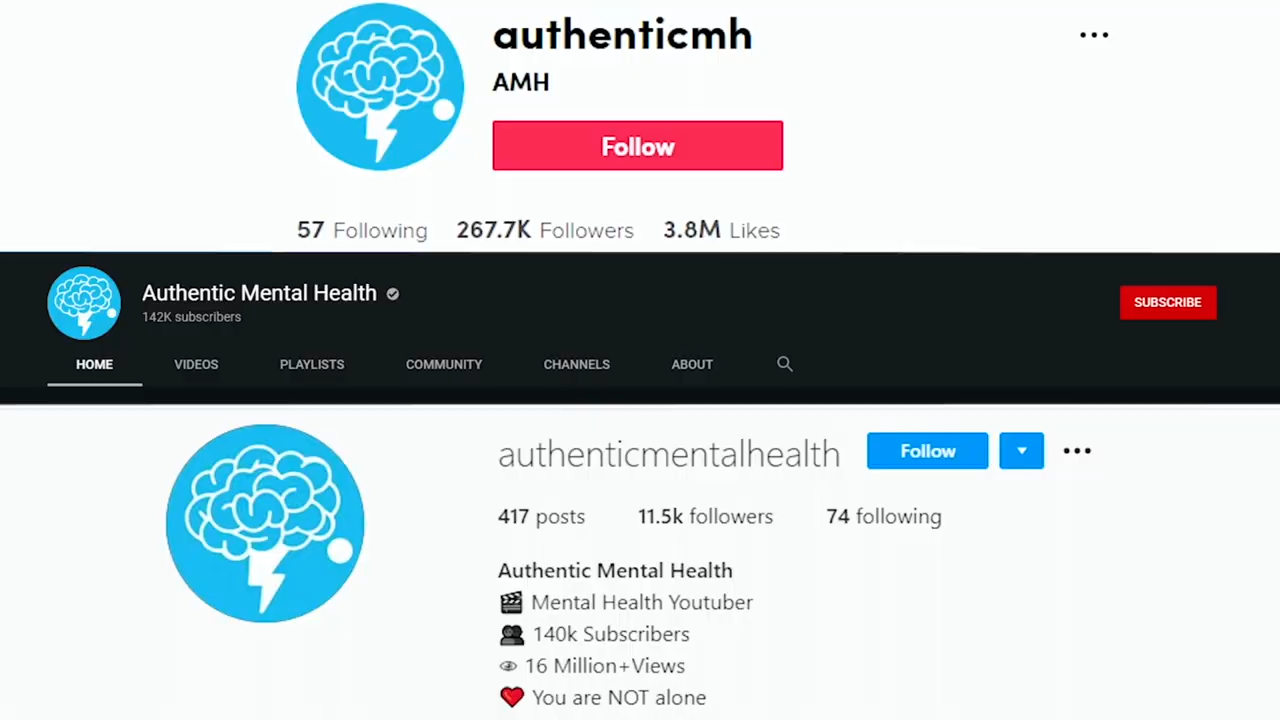 authenticmh
...
AMH
Follow
57 Following 267.7K Followers 3.8M Likes
Authentic Mental Health
142K subscribers
SUBSCRIBE
HOME VIDEOS PLAYLISTS COMMUNITY CHANNELS ABOUT
authenticmentalhealth Follow ...
417 posts 11.5k followers 74 following
Authentic Mental Health
🎬 Mental Health Youtuber
👥 140k Subscribers
👁 16 Million+Views
❤️ You are NOT alone